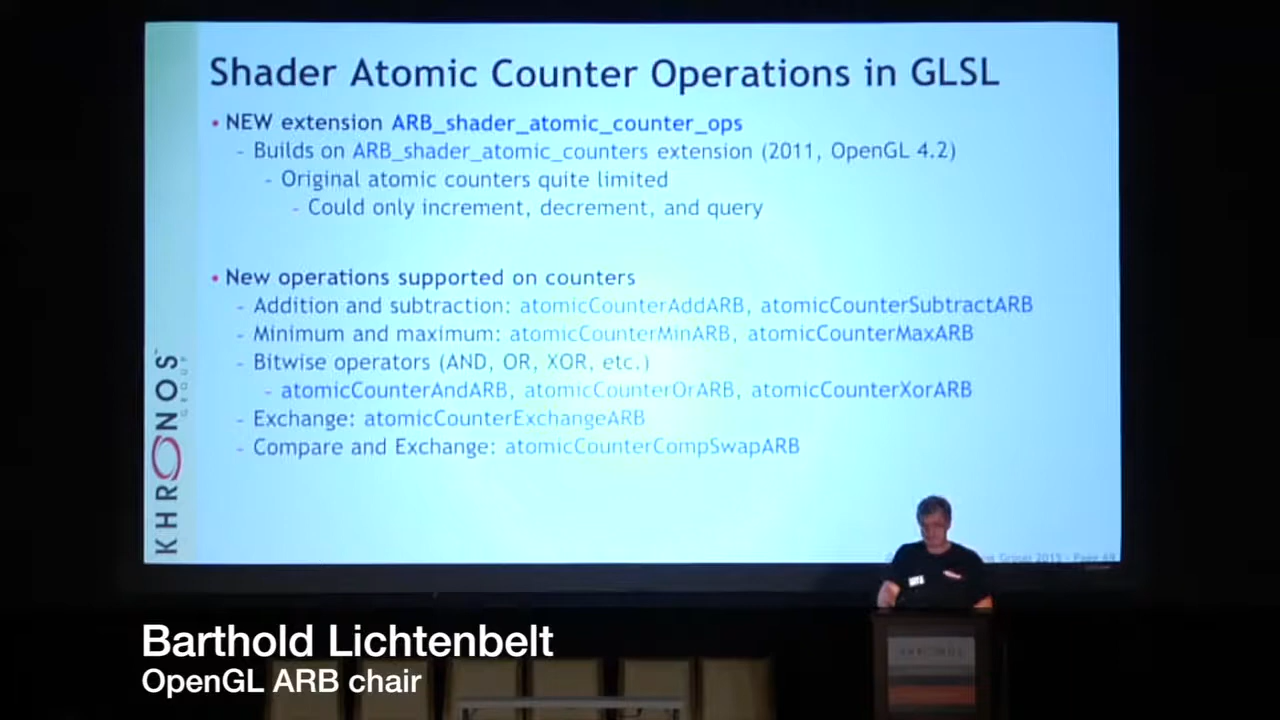 Shader Atomic Counter Operations in GLSL
• NEW extension ARB_shader_atomic_counter_ops
- Builds on ARB_shader_atomic_counters extension (2011, OpenGL 4.2)
- Original atomic counters quite limited
- Could only increment, decrement, and query
• New operations supported on counters
- Addition and subtraction: atomicCounterAddARB, atomicCounterSubtractARB
- Minimum and maximum: atomicCounterMinARB, atomicCounterMaxARB
- Bitwise operators (AND, OR, XOR, etc.)
- atomicCounterAndARB, atomicCounterOrARB, atomicCounterXorARB
- Exchange: atomicCounterExchangeARB
- Compare and Exchange: atomicCounterCompSwapARB
KHRONOS
GROUP
Page 69
Barthold Lichtenbelt
OpenGL ARB chair